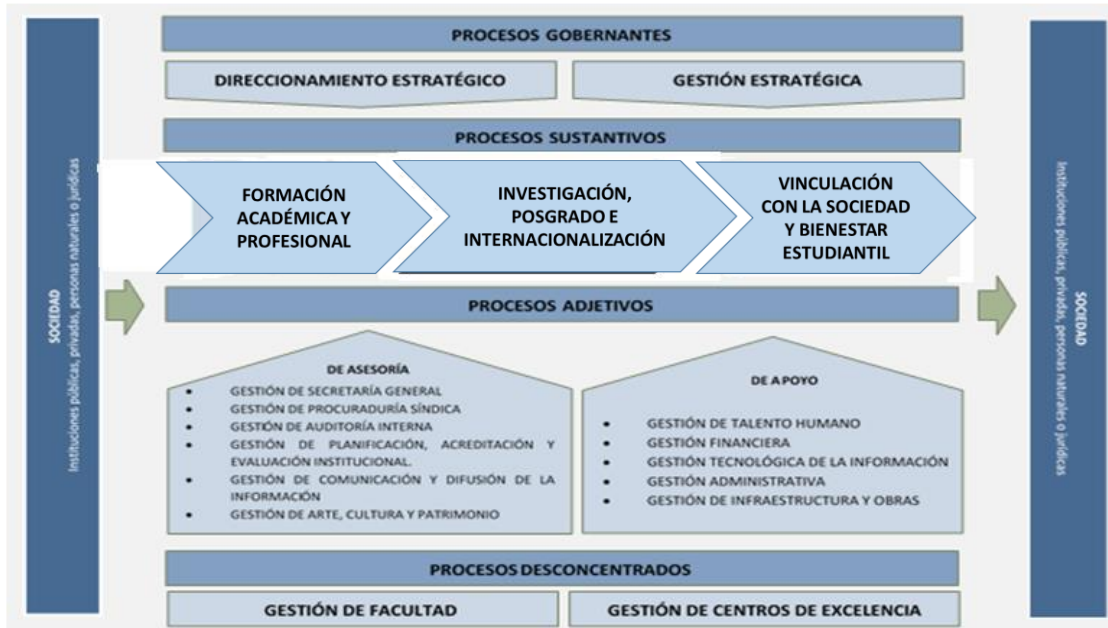 SOCIEDAD
Instituciones públicas, privadas, personas naturales o jurídicas
PROCESOS GOBERNANTES
DIRECCIONAMIENTO ESTRATÉGICO
GESTIÓN ESTRATÉGICA
PROCESOS SUSTANTIVOS
FORMACIÓN
ACADÉMICA Y
PROFESIONAL
INVESTIGACIÓN,
POSGRADO E
INTERNACIONALIZACIÓN
VINCULACIÓN
CON LA SOCIEDAD
Y BIENESTAR
ESTUDIANTIL
PROCESOS ADJETIVOS
DE ASESORÍA
• GESTIÓN DE SECRETARÍA GENERAL
• GESTIÓN DE PROCURADURÍA SÍNDICA
• GESTIÓN DE AUDITORÍA INTERNA
• GESTIÓN DE PLANIFICACIÓN, ACREDITACIÓN Y
EVALUACIÓN INSTITUCIONAL.
• GESTIÓN DE COMUNICACIÓN Y DIFUSIÓN DE LA
INFORMACIÓN
• GESTIÓN DE ARTE, CULTURA Y PATRIMONIO
DE APOYO
• GESTIÓN DE TALENTO HUMANO
• GESTIÓN FINANCIERA
• GESTIÓN TECNOLÓGICA DE LA INFORMACIÓN
• GESTIÓN ADMINISTRATIVA
• GESTIÓN DE INFRAESTRUCTURA Y OBRAS
PROCESOS DESCONCENTRADOS
GESTIÓN DE FACULTAD
GESTIÓN DE CENTROS DE EXCELENCIA
SOCIEDAD
Instituciones públicas, privadas, personas naturales o jurídicas